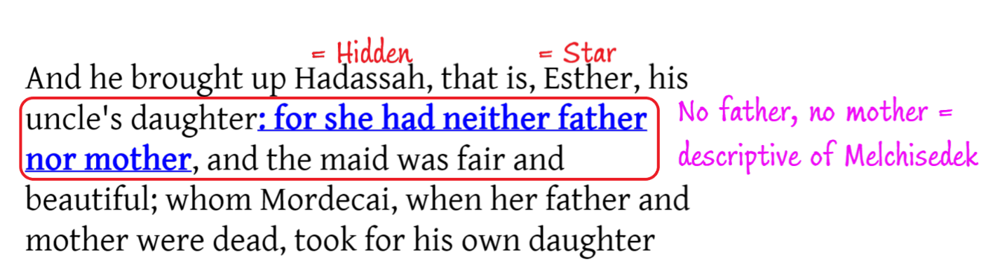 = Hidden
= Star
And he brought up Hadassah, that is, Esther, his
uncle's daughter: for she had neither father
nor mother, and the maid was fair and
beautiful; whom Mordecai, when her father and
mother were dead, took for his own daughter
No father, no mother =
descriptive of Melchisedek